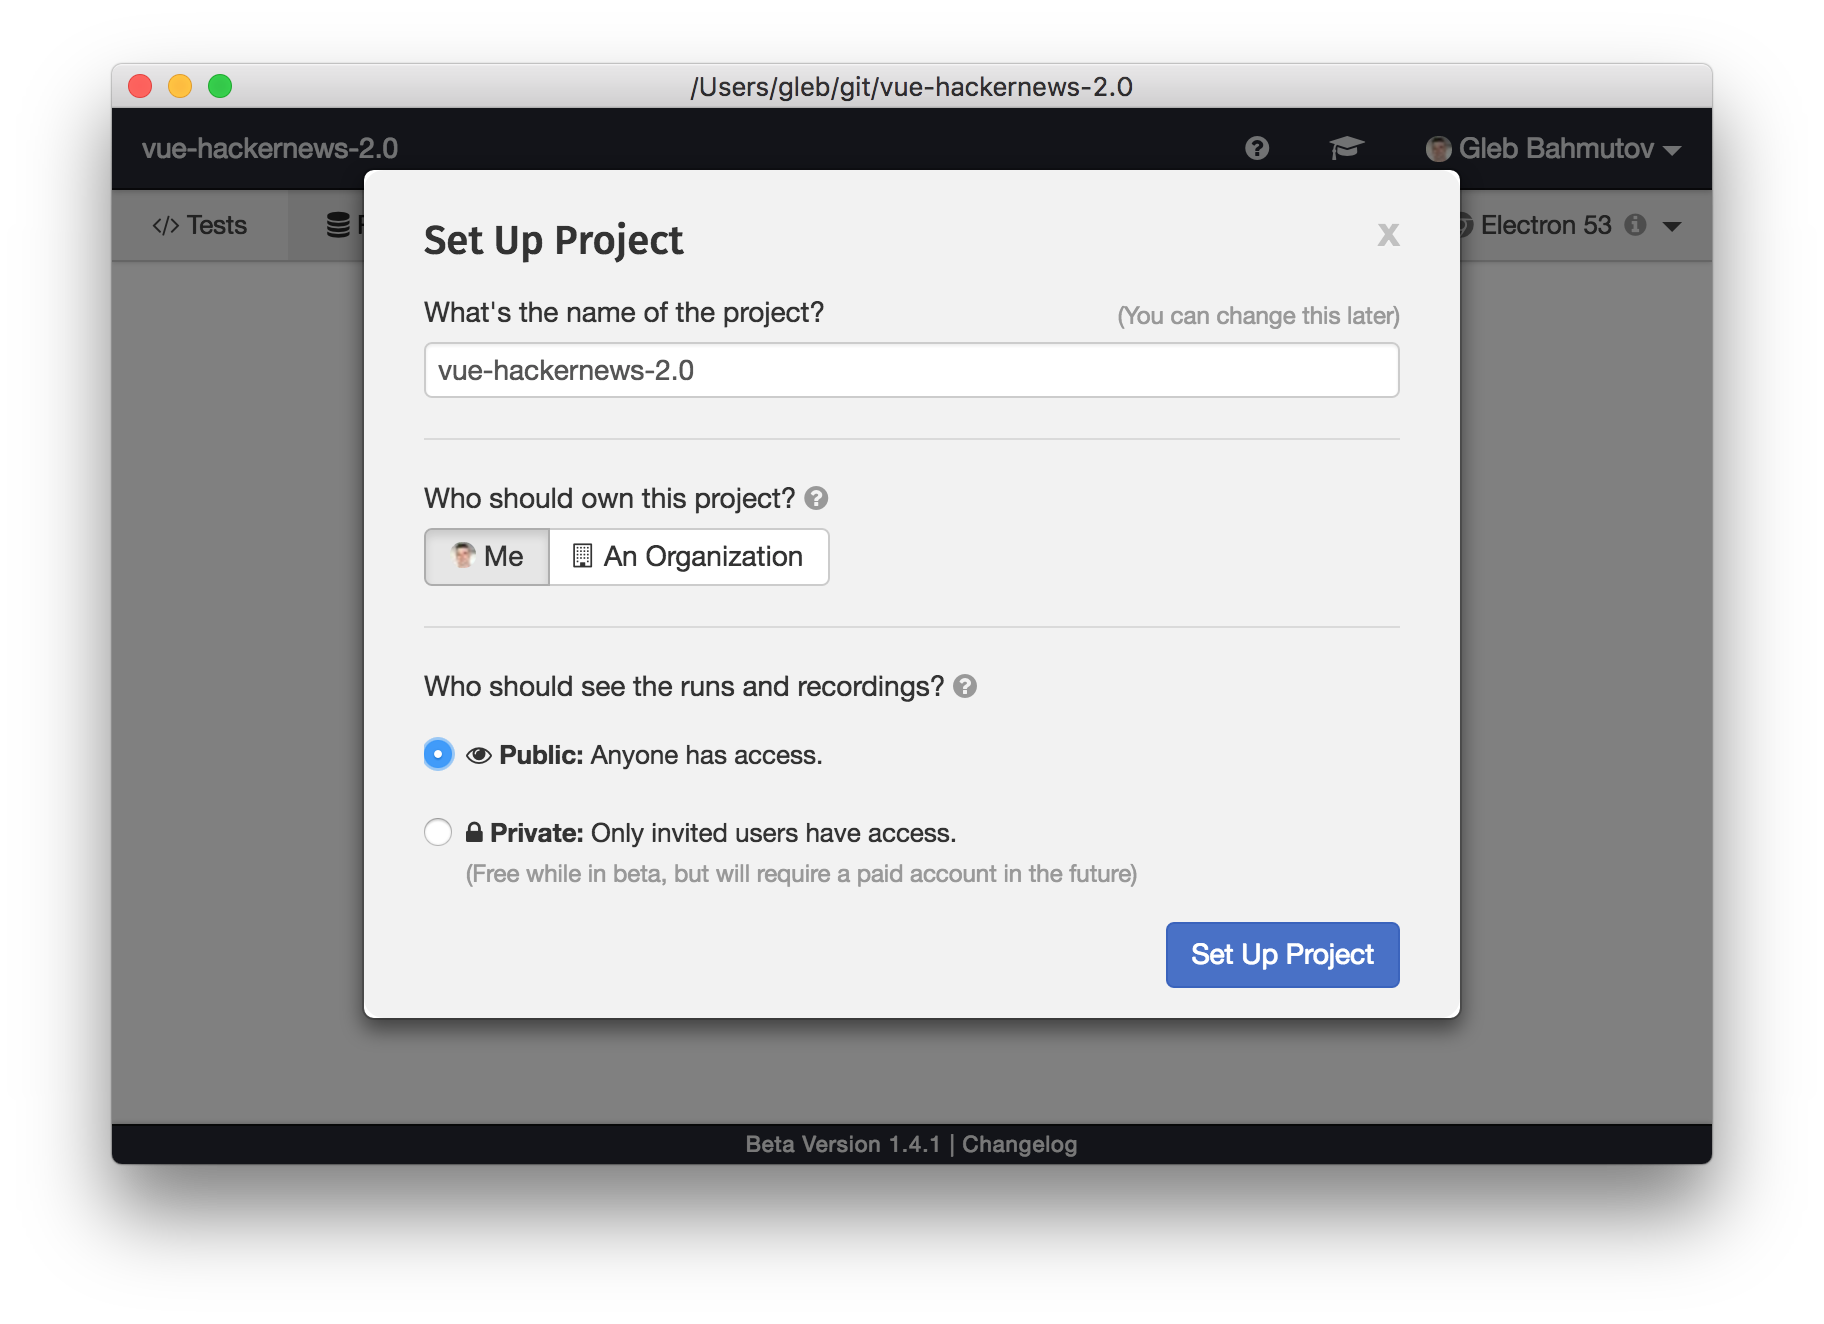 /Users/gleb/git/vue-hackernews-2.0
vue-hackernews-2.0
Gleb Bahmutov
</> Tests
Electron 53
Set Up Project
X
What's the name of the project?
(You can change this later)
vue-hackernews-2.0
Who should own this project?
Me
An Organization
Who should see the runs and recordings?
Public: Anyone has access.
Private: Only invited users have access.
(Free while in beta, but will require a paid account in the future)
Set Up Project
Beta Version 1.4.1 | Changelog